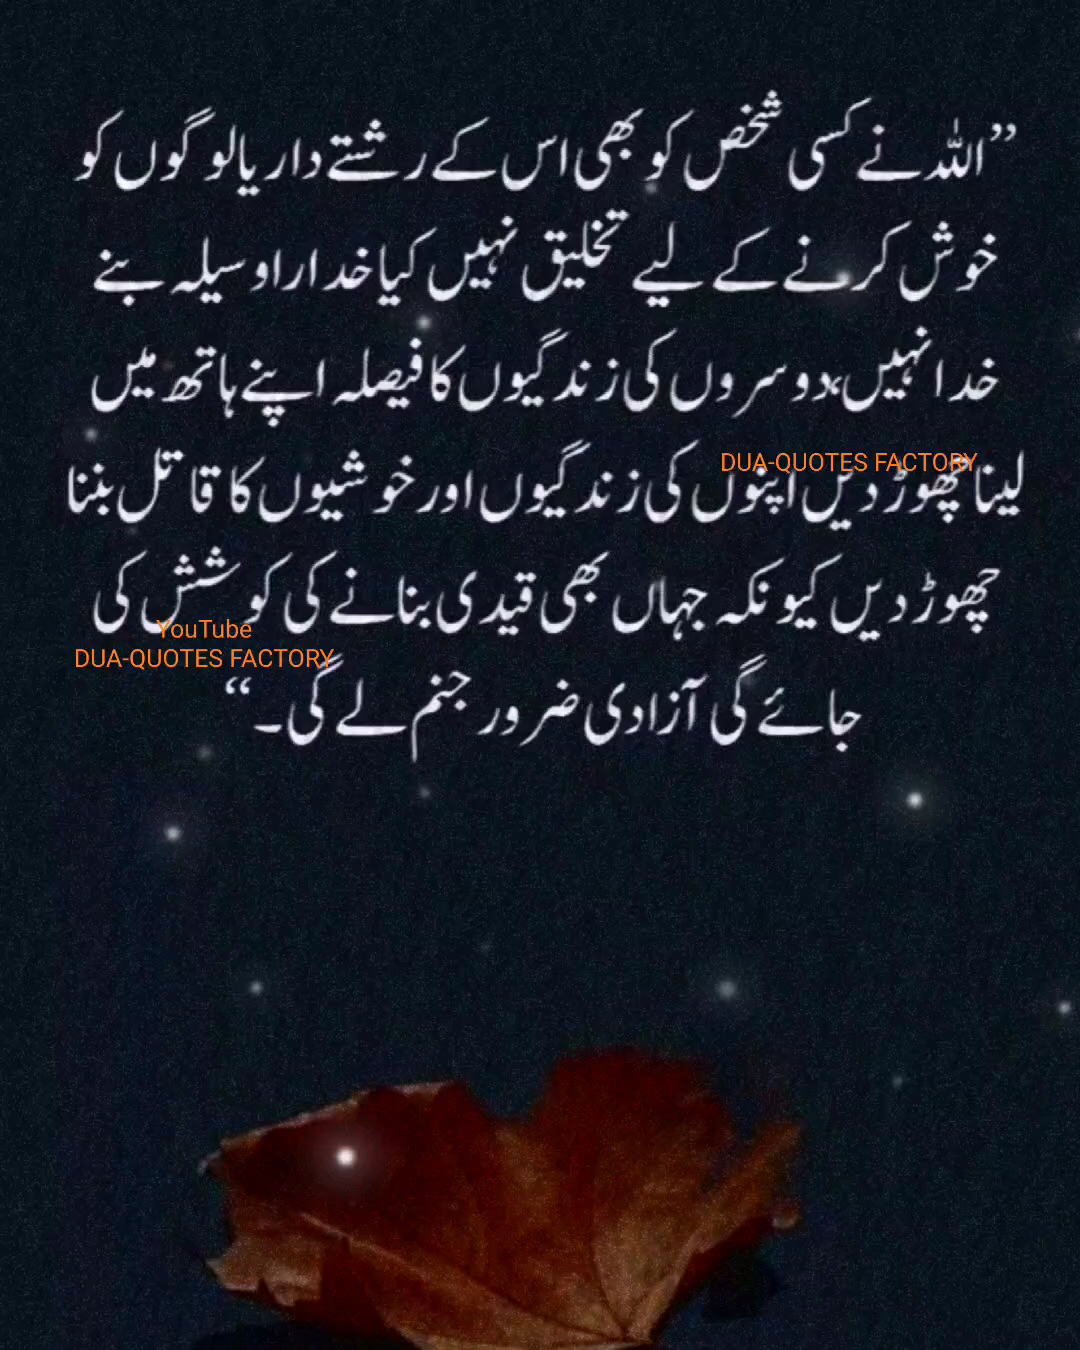 ”اللہ نے کسی شخص کو بھی اس کے رشتے دار یا لوگوں کو
خوش کرنے کے لیے تخلیق نہیں کیا خدارا وسیلہ بنے
خدا نہیں،دوسروں کی زندگیوں کا فیصلہ اپنے ہاتھ میں
DUA-QUOTES FACTORY
لینا چھوڑ دیں اپنوں کی زندگیوں اور خوشیوں کا قاتل بننا
چھوڑ دیں کیونکہ جہاں بھی قیدی بنانے کی کوشش کی
YouTube
DUA-QUOTES FACTORY
جائے گی آزادی ضرور جنم لے گی۔“